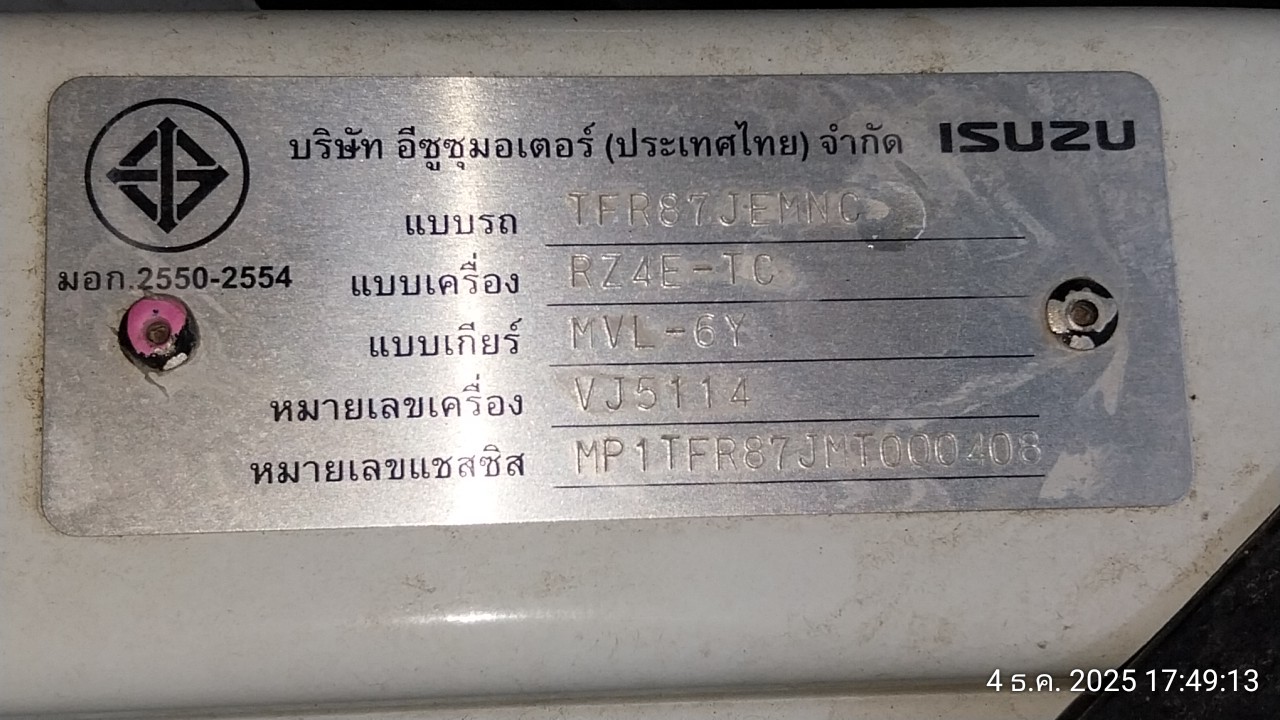 บริษัท อีซูซุมอเตอร์ (ประเทศไทย) จำกัด ISUZU
แบบรถ TFR87JEMNC
มอก.2550-2554
แบบเครื่อง RZ4E-TC
แบบเกียร์ MVL-6Y
หมายเลขเครื่อง VJ5114
หมายเลขแชสซิส MP1TFR87JMT000408
4 ธ.ค. 2025 17:49:13